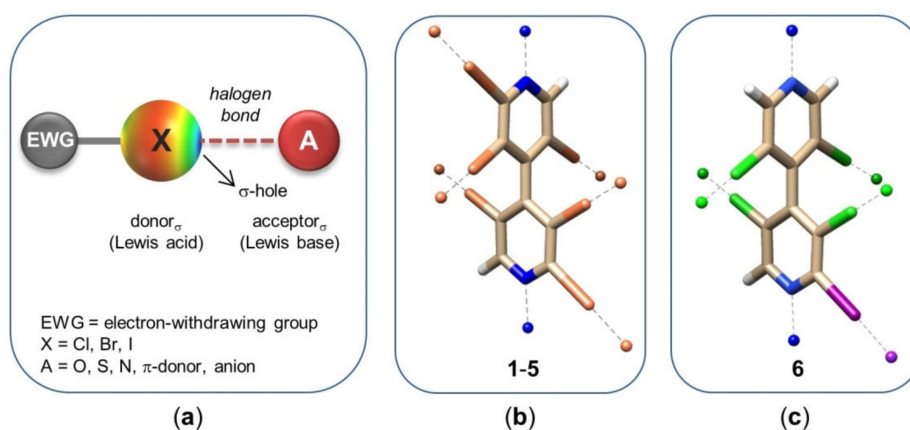 halogen
bond
EWG
X
A
σ-hole
donorσ
(Lewis acid)
acceptorσ
(Lewis base)
EWG = electron-withdrawing group
X = Cl, Br, I
A = O, S, N, π-donor, anion
1-5
6
(a)
(b)
(c)